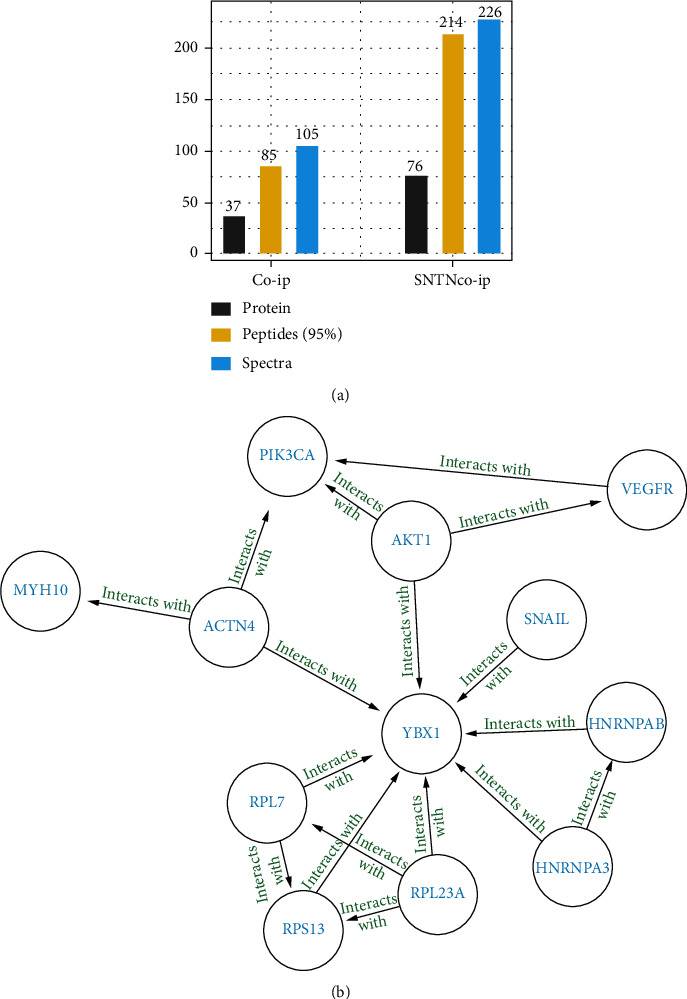 226
214
200
150
105
100
85
76
50
37
0
Co-ip
SNTNco-ip
Protein
Peptides (95%)
Spectra
(a)
PIK3CA
Interacts with
VEGFR
Interacts
with
Interacts with
AKT1
Interacts
with
MYH10
Interacts with
ACTN4
Interacts with
SNAIL
Interacts with
Interacts
with
YBX1
Interacts with
HNRNPAB
Interacts
with
Interacts with
Interacts
with
RPL7
Interacts with
Interacts
with
Interacts
with
HNRNPA3
Interacts
with
RPL23A
Interacts
with
RPS13
(b)